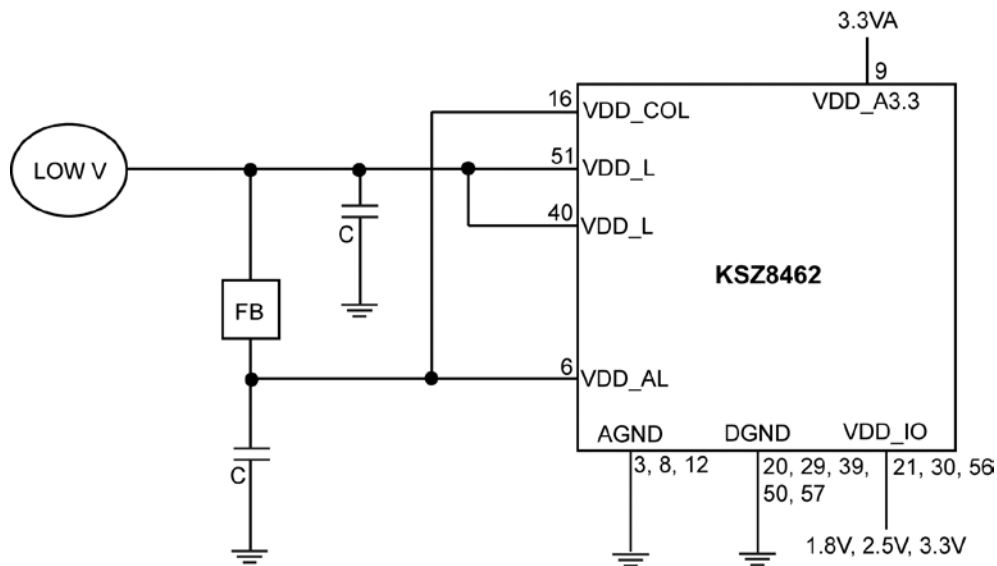 3.3VA
9
16
VDD_COL
VDD_A3.3
LOW V
51
VDD_L
40
VDD_L
C
KSZ8462
FB
6
VDD_AL
AGND
DGND
VDD_IO
3, 8, 12
20, 29, 39,
50, 57
21, 30, 56
C
1.8V, 2.5V, 3.3V